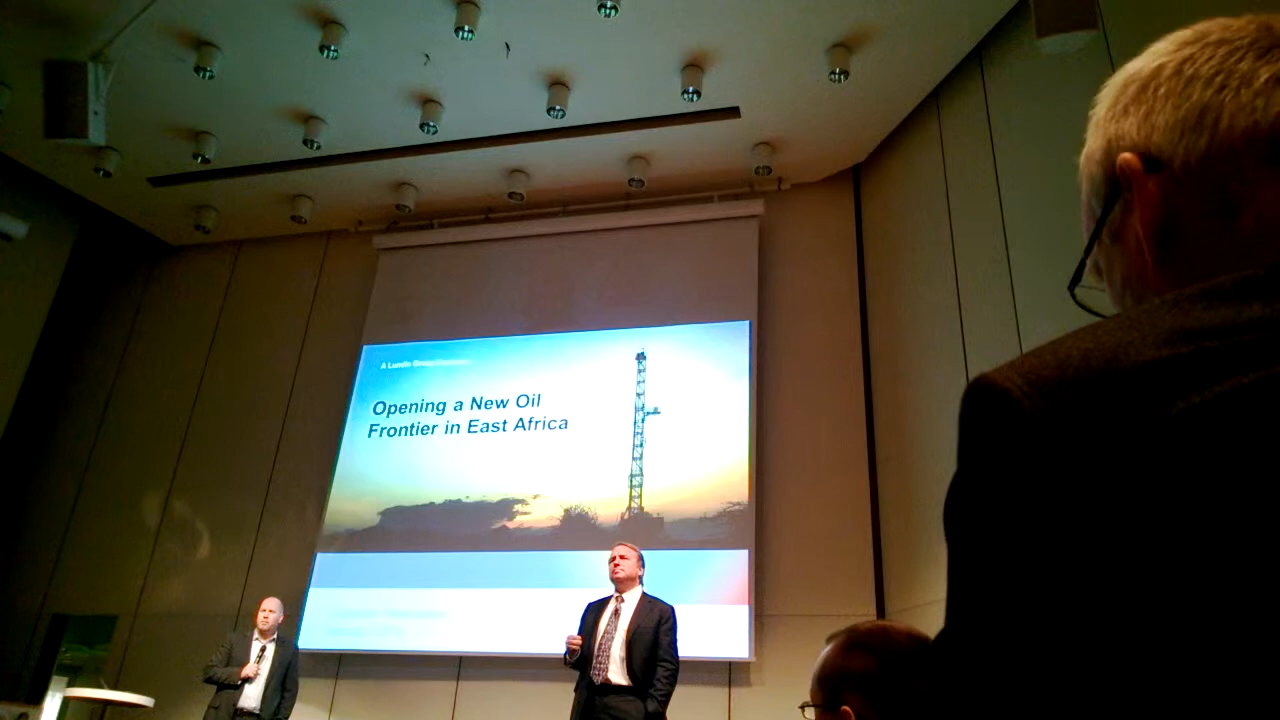 A Lundin Group Company
Opening a New Oil
Frontier in East Africa